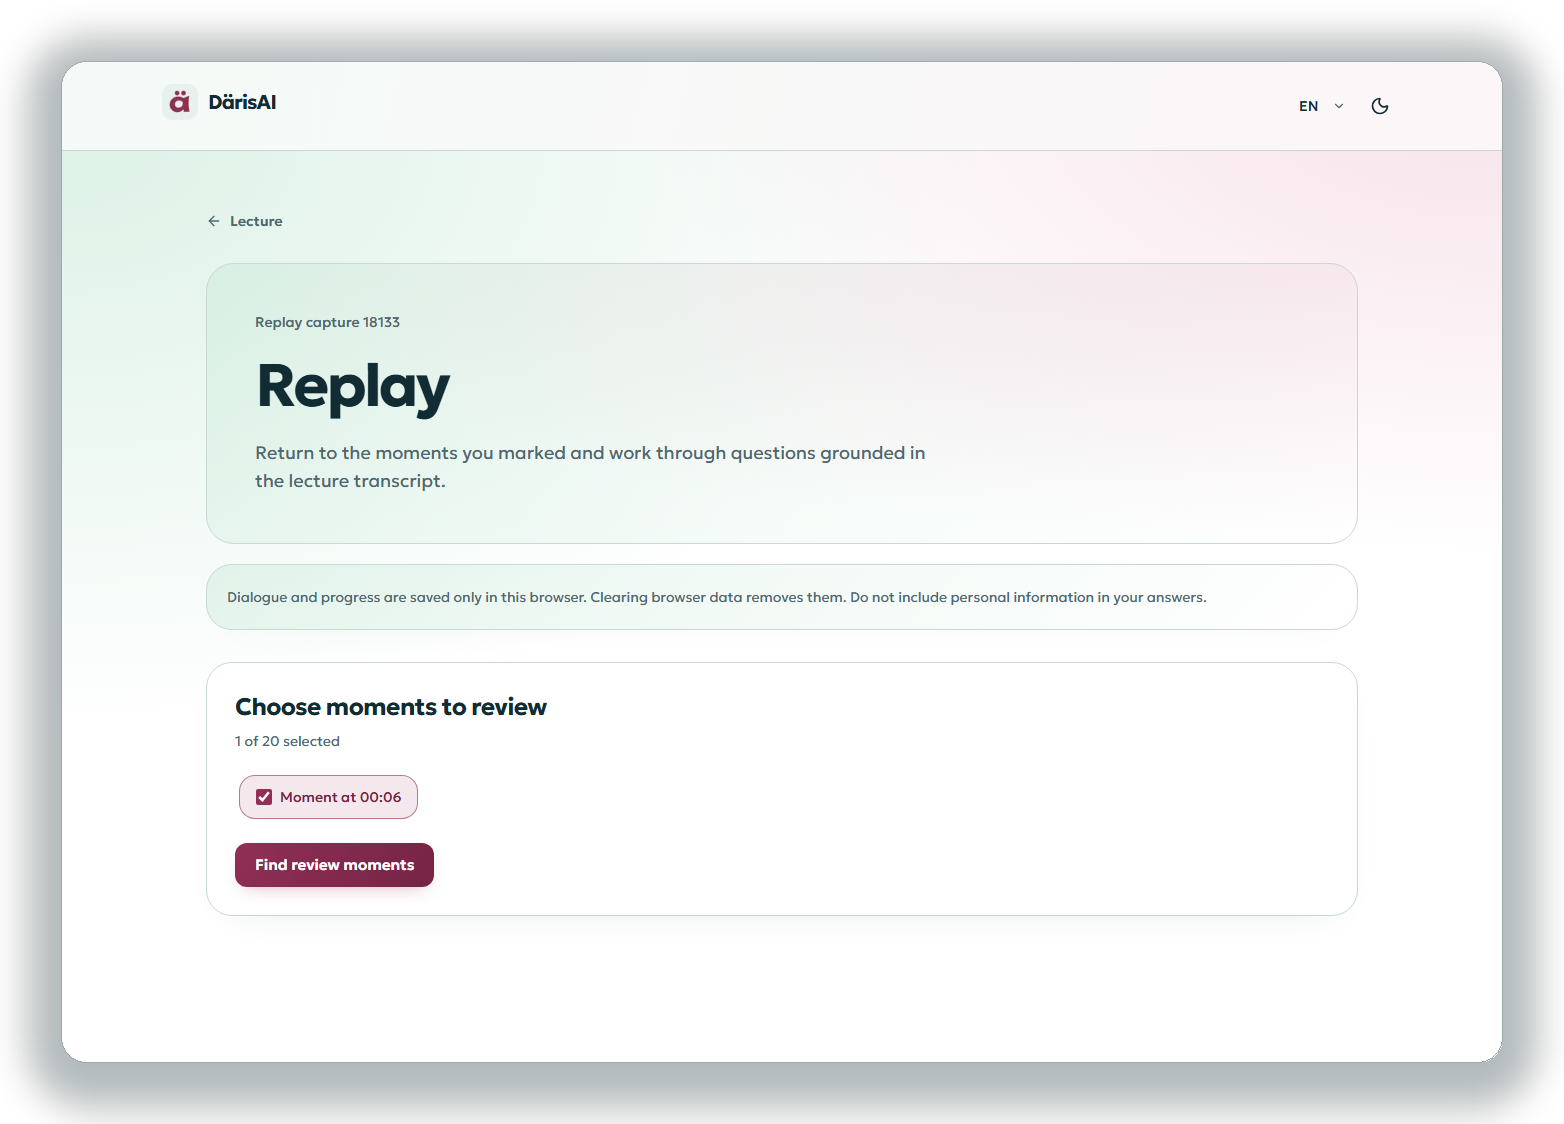 ä DärisAI
EN
Lecture
Replay capture 18133
Replay
Return to the moments you marked and work through questions grounded in
the lecture transcript.
Dialogue and progress are saved only in this browser. Clearing browser data removes them. Do not include personal information in your answers.
Choose moments to review
1 of 20 selected
Moment at 00:06
Find review moments